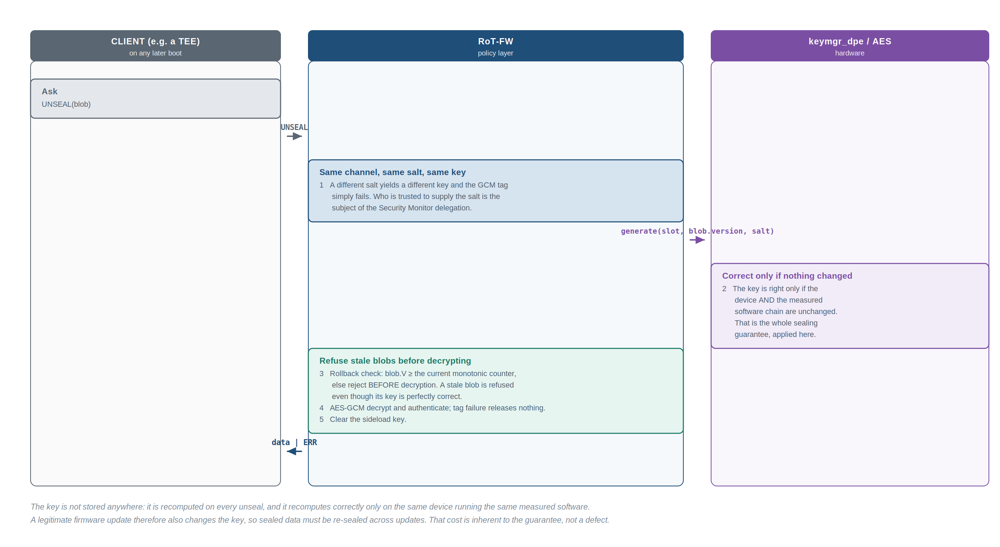 CLIENT (e.g. a TEE)
on any later boot
RoT-FW
policy layer
keymgr_dpe / AES
hardware
Ask
UNSEAL(blob)
UNSEAL
Same channel, same salt, same key
1 A different salt yields a different key and the GCM tag
simply fails. Who is trusted to supply the salt is the
subject of the Security Monitor delegation.
generate(slot, blob.version, salt)
Correct only if nothing changed
2 The key is right only if the
device AND the measured
software chain are unchanged.
That is the whole sealing
guarantee, applied here.
Refuse stale blobs before decrypting
3 Rollback check: blob.V ≥ the current monotonic counter,
else reject BEFORE decryption. A stale blob is refused
even though its key is perfectly correct.
4 AES-GCM decrypt and authenticate; tag failure releases nothing.
5 Clear the sideload key.
data | ERR
The key is not stored anywhere: it is recomputed on every unseal, and it recomputes correctly only on the same device running the same measured software.
A legitimate firmware update therefore also changes the key, so sealed data must be re-sealed across updates. That cost is inherent to the guarantee, not a defect.